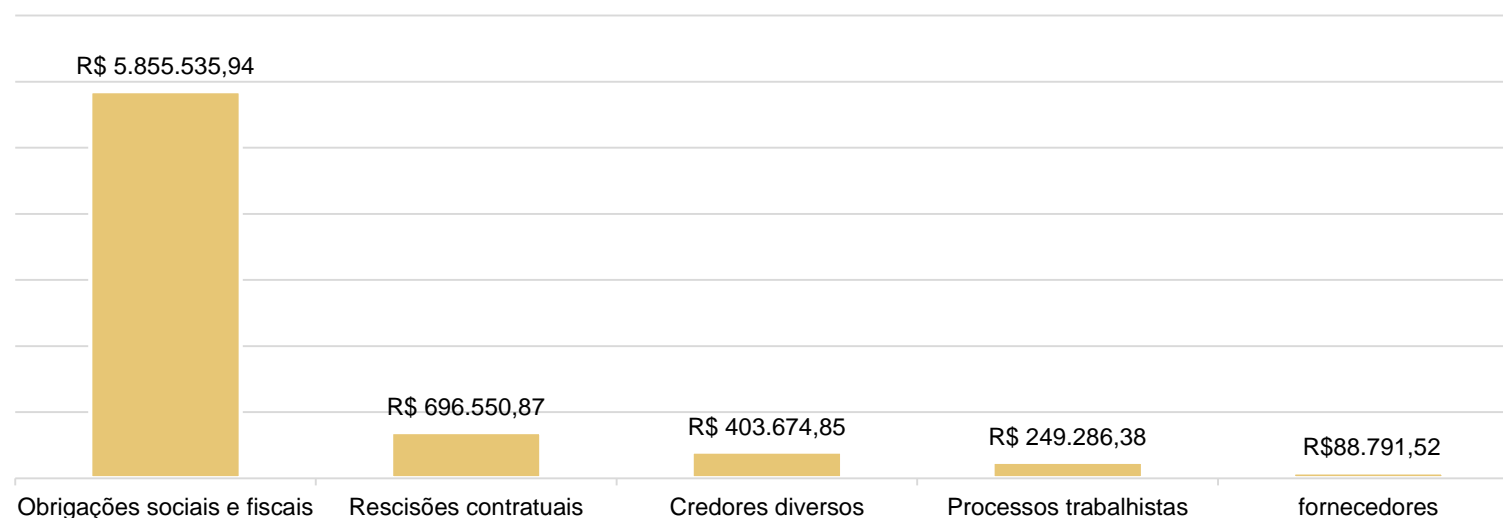 R$ 5.855.535,94
R$ 696.550,87
R$ 403.674,85
R$ 249.286,38
R$88.791,52
Obrigações sociais e fiscais
Rescisões contratuais
Credores diversos
Processos trabalhistas
fornecedores